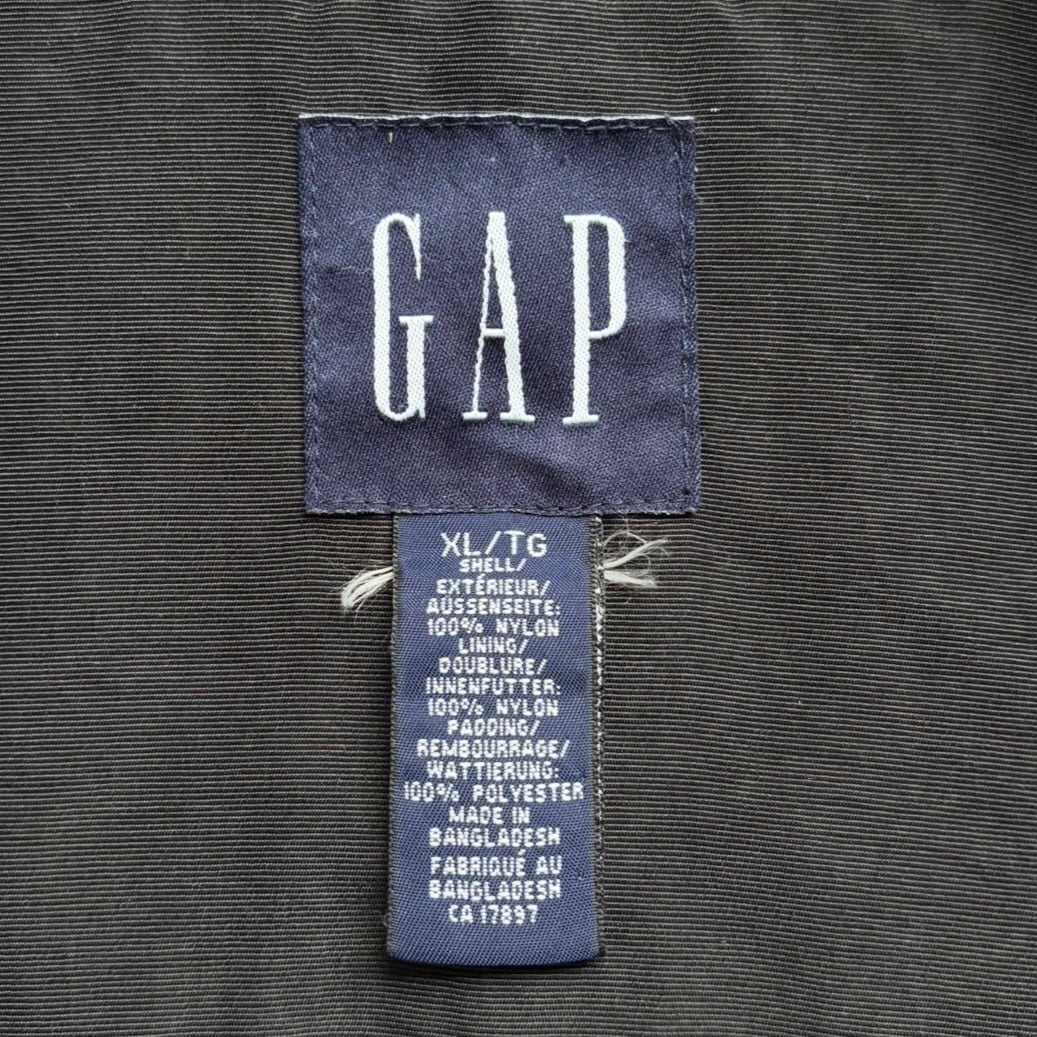 GAP
XL/TG
SHELL/
EXTÉRIEUR/
AUSSENSEITE:
100% NYLON
LINING/
DOUBLURE/
INNENFUTTER:
100% NYLON
PADDING/
REMBOURRAGE/
WATTIERUNG:
100% POLYESTER
MADE IN
BANGLADESH
FABRIQUÉ AU
BANGLADESH
CA 17897